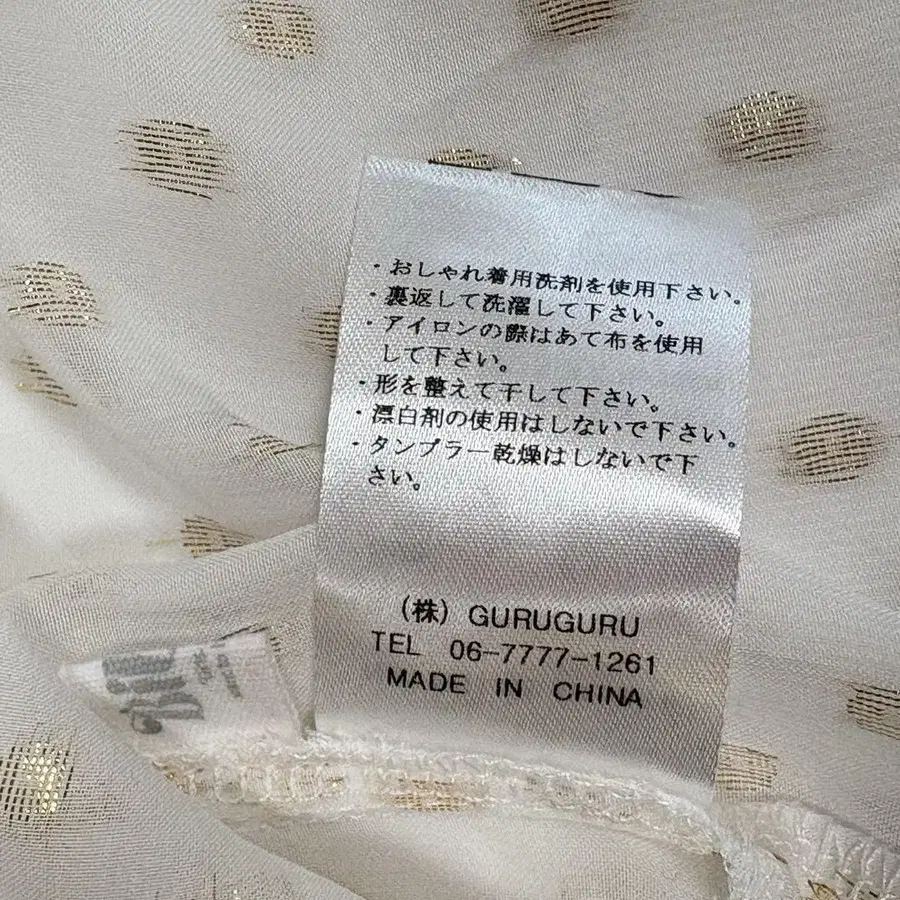 ・おしゃれ着用洗剤を使用下さい。
・裏返して洗濯して下さい。
・アイロンの際はあて布を使用
して下さい。
・形を整えて干して下さい。
・漂白剤の使用はしないで下さい。
・タンブラー乾燥はしないで下
さい。
(株) GURUGURU
TEL 06-7777-1261
MADE IN CHINA